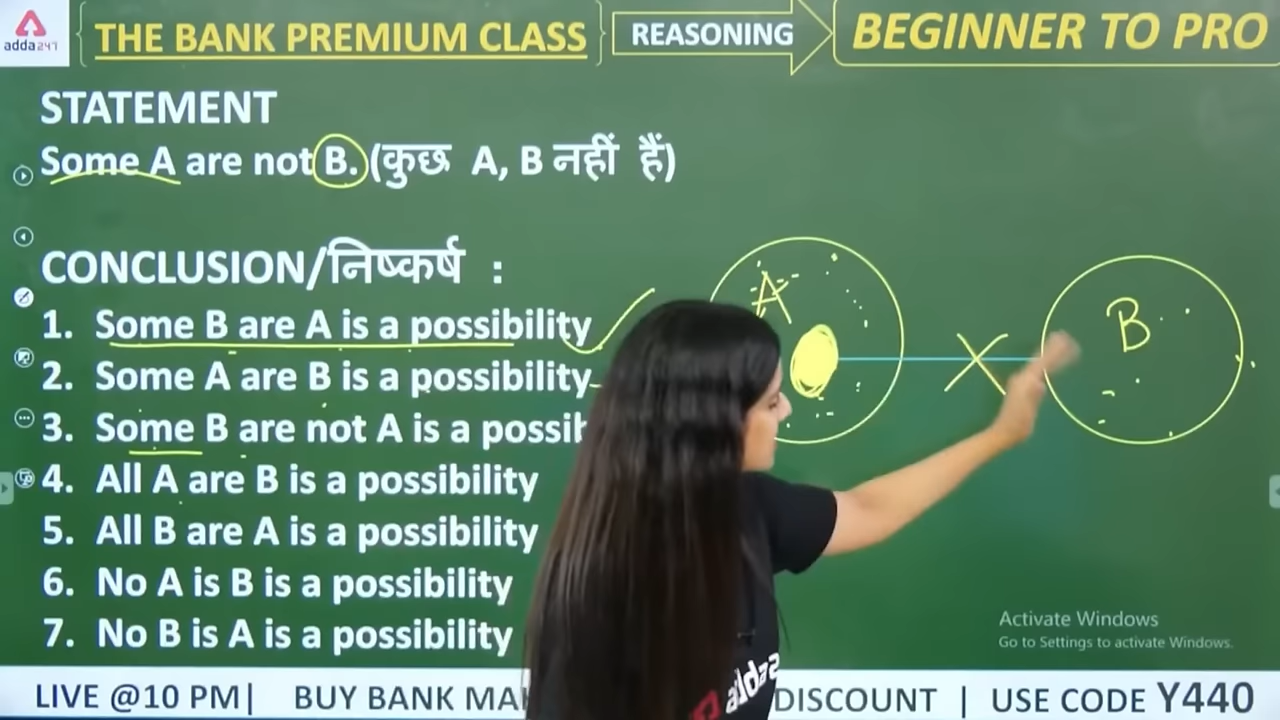 adda247
THE BANK PREMIUM CLASS
REASONING
BEGINNER TO PRO
STATEMENT
Some A are not B. (कुछ A, B नहीं हैं)
CONCLUSION/निष्कर्ष :
1. Some B are A is a possibility
2. Some A are B is a possibility
3. Some B are not A is a
4. All A are B is a possibility
5. All B are A is a possibility
6. No A is B is a possibility
7. No B is A is a possibility
A
X
B
Activate Windows
Go to Settings to activate Windows.
LIVE @10 PM| BUY BANK DISCOUNT | USE CODE Y440